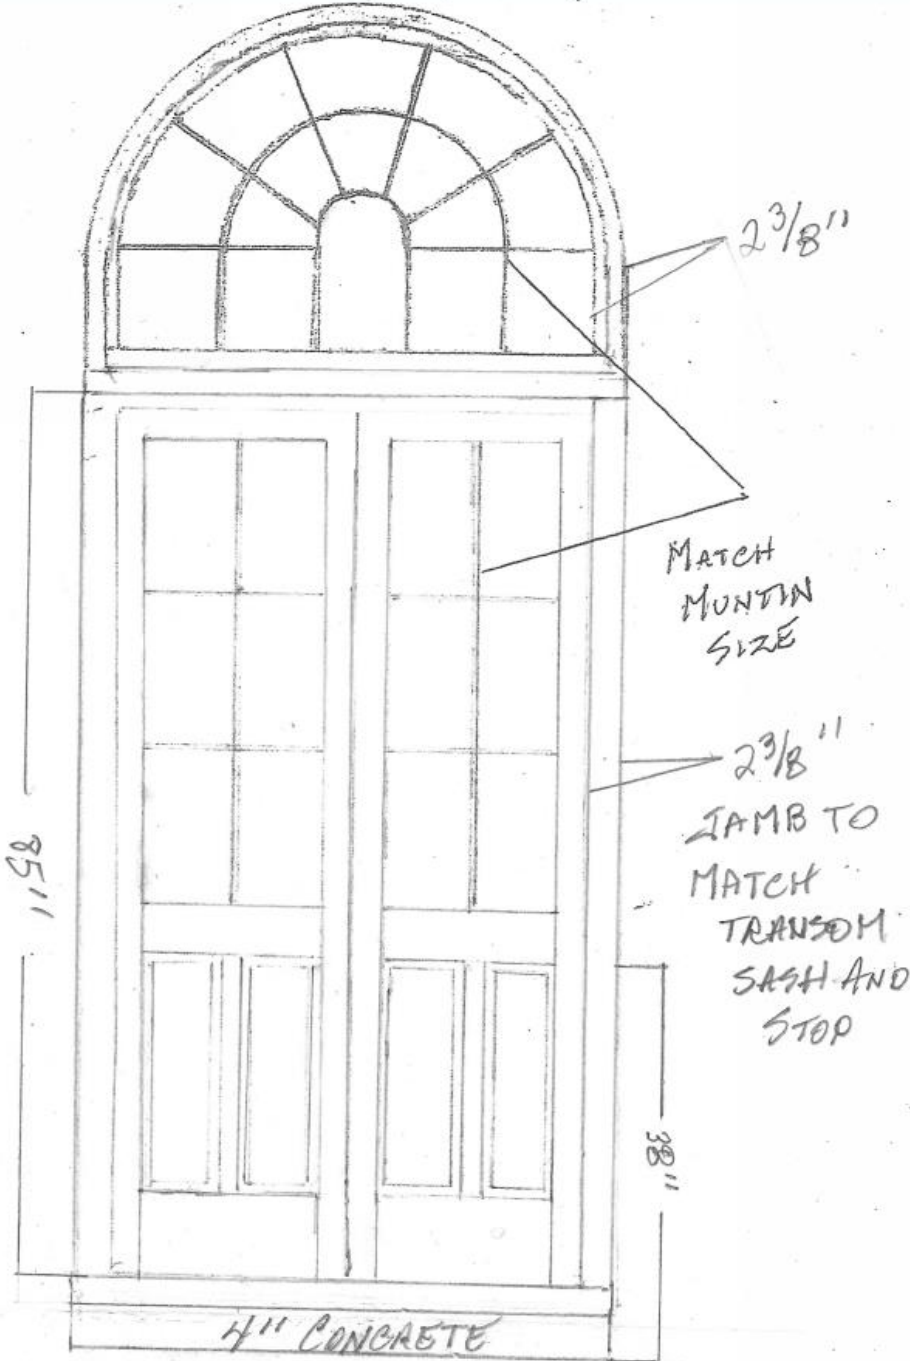 2 3/8"
MATCH
MUNTIN
SIZE
2 3/8"
JAMB TO
MATCH
TRANSOM
SASH AND
STOP
85"
38"
4" CONCRETE